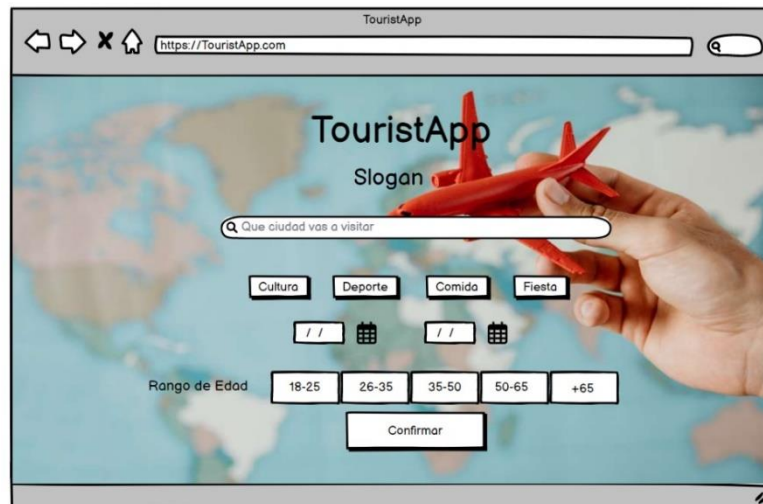 TouristApp
https://TouristApp.com
TouristApp
Slogan
Que ciudad vas a visitar
Cultura Deporte Comida Fiesta
/ / / /
Rango de Edad 18-25 26-35 35-50 50-65 +65
Confirmar